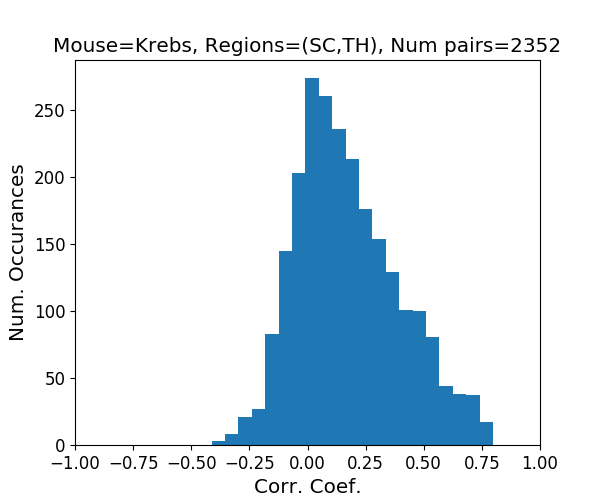 Mouse=Krebs, Regions=(SC,TH), Num pairs=2352
250
200
150
100
50
0
Num. Occurances
−1.00 −0.75 −0.50 −0.25 0.00 0.25 0.50 0.75 1.00
Corr. Coef.